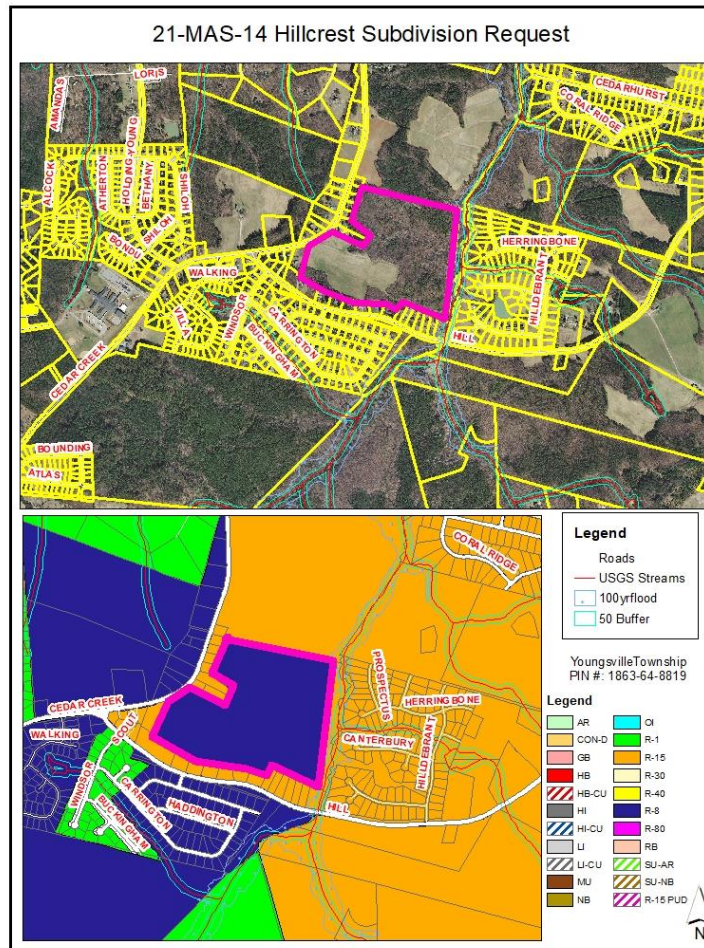 21-MAS-14 Hillcrest Subdivision Request
LORIS
AMANDAS
ALCOCK
ATHERTON
HOLDING-YOUNG
BETHANY
SHILOH
SHILOH
BONDU
WALKING
VILLA
WINDSOR
CARRINGTON
BUCKINGHAM
CEDAR CREEK
HILL
CEDARHURST
CORAL RIDGE
HERRINGBONE
HILLDEBRANT
BOUNDING
ATLAS
CORAL RIDGE
PROSPECTUS
HERRINGBONE
CANTERBURY
HILLDEBRANT
CEDAR CREEK
WALKING
SCOUT
WINDSOR
CARRINGTON
HADDINGTON
BUCKINGHAM
HILL
Legend
Roads
USGS Streams
100yrflood
50 Buffer
YoungsvilleTownship
PIN #: 1863-64-8819
Legend
AR
CON-D
GB
HB
HB-CU
HI
HI-CU
LI
LI-CU
MU
NB
OI
R-1
R-15
R-30
R-40
R-8
R-80
RB
SU-AR
SU-NB
R-15 PUD
N